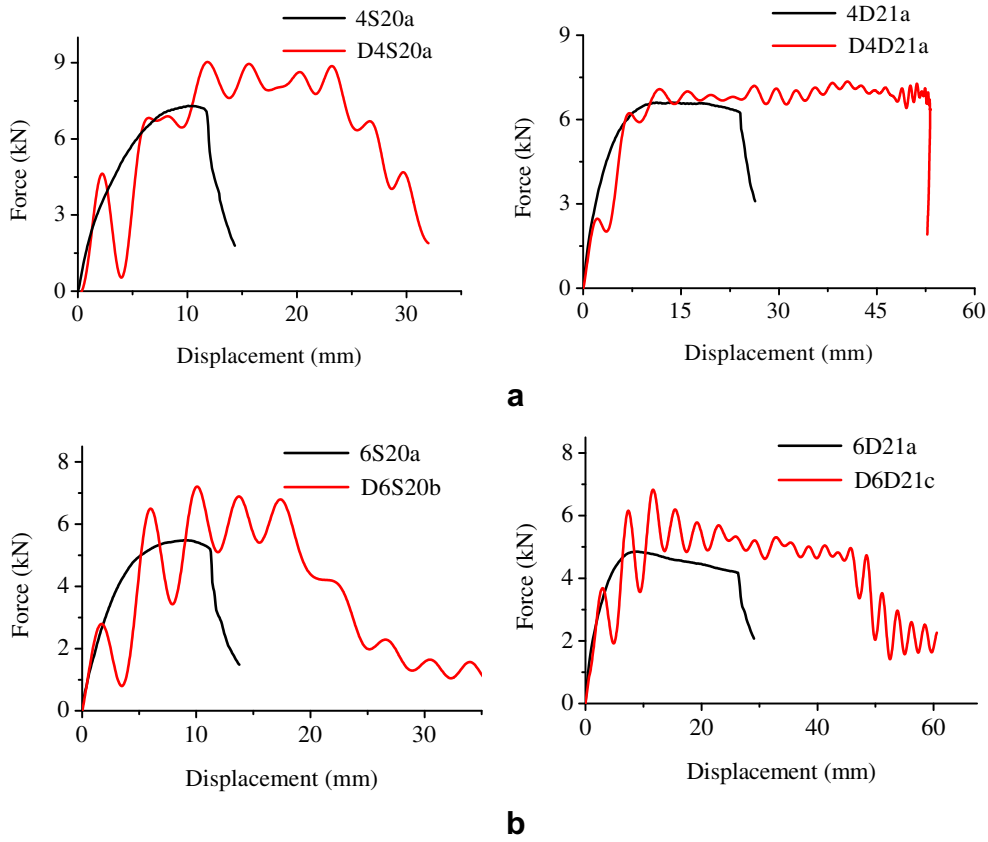 4S20a
D4S20a
9
6
3
0
Force (kN)
0
10
20
30
Displacement (mm)
4D21a
D4D21a
9
6
3
0
Force (kN)
0
15
30
45
60
Displacement (mm)
a
6S20a
D6S20b
8
6
4
2
0
Force (kN)
0
10
20
30
Displacement (mm)
6D21a
D6D21c
8
6
4
2
0
Force (kN)
0
20
40
60
Displacement (mm)
b